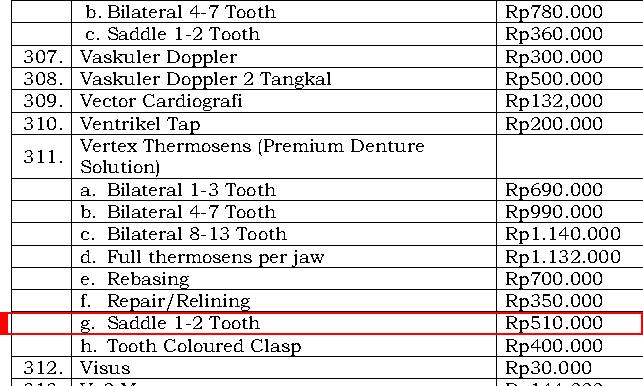 b. Bilateral 4-7 Tooth Rp780.000
c. Saddle 1-2 Tooth Rp360.000
307. Vaskuler Doppler Rp300.000
308. Vaskuler Doppler 2 Tangkal Rp500.000
309. Vector Cardiografi Rp132,000
310. Ventrikel Tap Rp200.000
311. Vertex Thermosens (Premium Denture
Solution)
a. Bilateral 1-3 Tooth Rp690.000
b. Bilateral 4-7 Tooth Rp990.000
c. Bilateral 8-13 Tooth Rp1.140.000
d. Full thermosens per jaw Rp1.132.000
e. Rebasing Rp700.000
f. Repair/Relining Rp350.000
g. Saddle 1-2 Tooth Rp510.000
h. Tooth Coloured Clasp Rp400.000
312. Visus Rp30.000